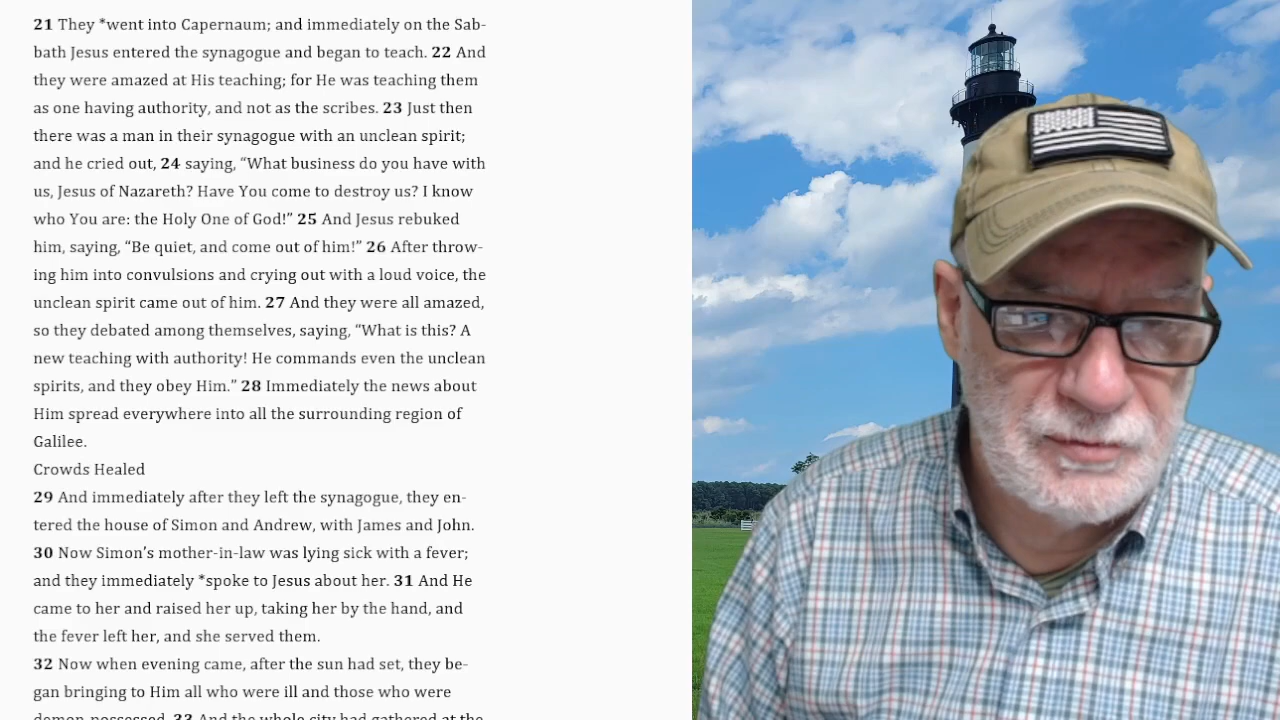 21 They *went into Capernaum; and immediately on the Sab-
bath Jesus entered the synagogue and began to teach. 22 And
they were amazed at His teaching; for He was teaching them
as one having authority, and not as the scribes. 23 Just then
there was a man in their synagogue with an unclean spirit;
and he cried out, 24 saying, “What business do you have with
us, Jesus of Nazareth? Have You come to destroy us? I know
who You are: the Holy One of God!” 25 And Jesus rebuked
him, saying, “Be quiet, and come out of him!” 26 After throw-
ing him into convulsions and crying out with a loud voice, the
unclean spirit came out of him. 27 And they were all amazed,
so they debated among themselves, saying, “What is this? A
new teaching with authority! He commands even the unclean
spirits, and they obey Him.” 28 Immediately the news about
Him spread everywhere into all the surrounding region of
Galilee.
Crowds Healed
29 And immediately after they left the synagogue, they en-
tered the house of Simon and Andrew, with James and John.
30 Now Simon’s mother-in-law was lying sick with a fever;
and they immediately *spoke to Jesus about her. 31 And He
came to her and raised her up, taking her by the hand, and
the fever left her, and she served them.
32 Now when evening came, after the sun had set, they be-
gan bringing to Him all who were ill and those who were
demon-possessed. 33 And the whole city had gathered at the